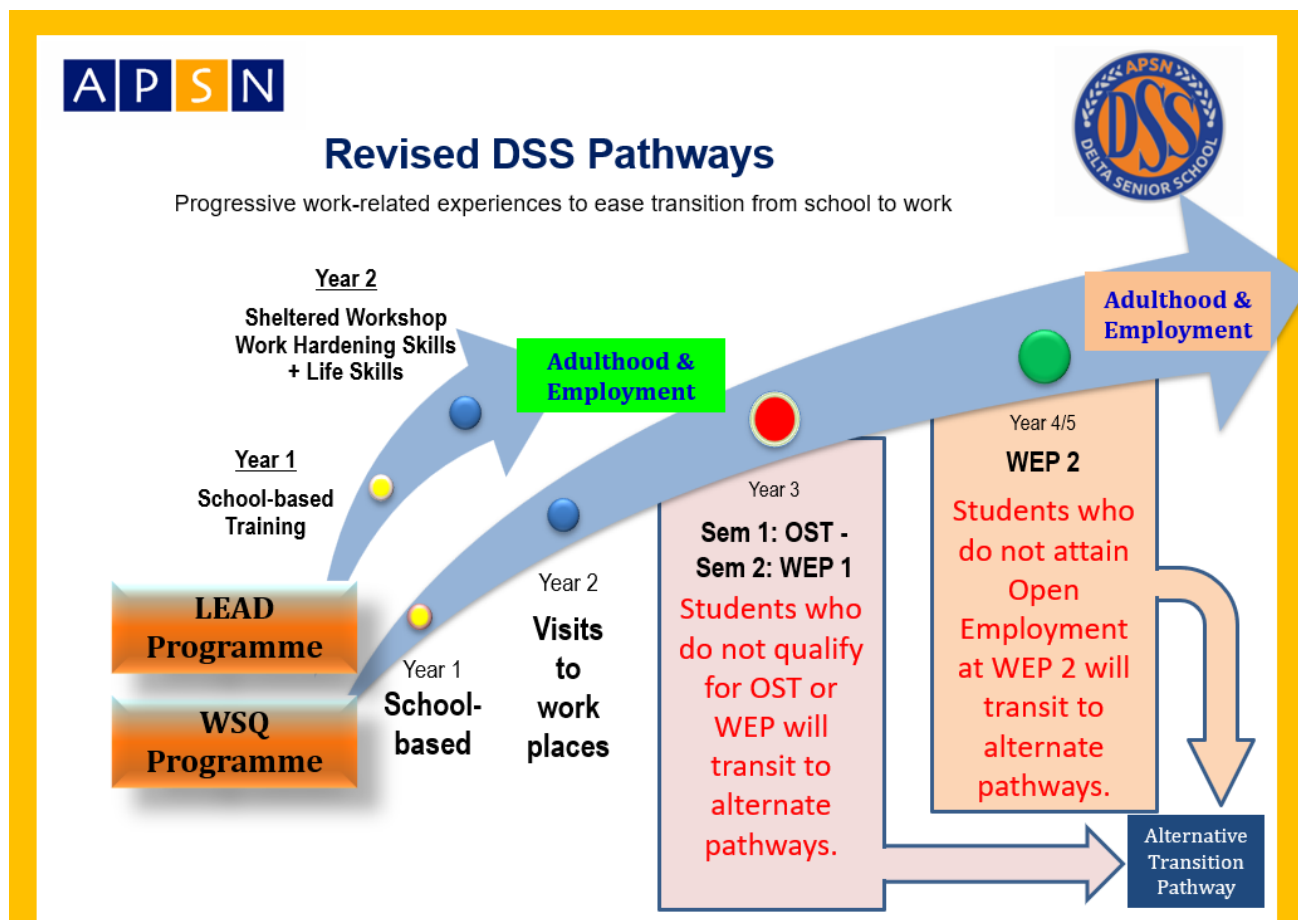 APSN
APSN
DSS
DELTA SENIOR SCHOOL
Revised DSS Pathways
Progressive work-related experiences to ease transition from school to work
Year 2
Sheltered Workshop
Work Hardening Skills
+ Life Skills
Adulthood &
Employment
Adulthood &
Employment
Year 1
School-based
Training
LEAD
Programme
WSQ
Programme
Year 1
School-
based
Year 2
Visits
to
work
places
Year 3
Sem 1: OST -
Sem 2: WEP 1
Students who
do not qualify
for OST or
WEP will
transit to
alternate
pathways.
Year 4/5
WEP 2
Students who
do not attain
Open
Employment
at WEP 2 will
transit to
alternate
pathways.
Alternative
Transition
Pathway